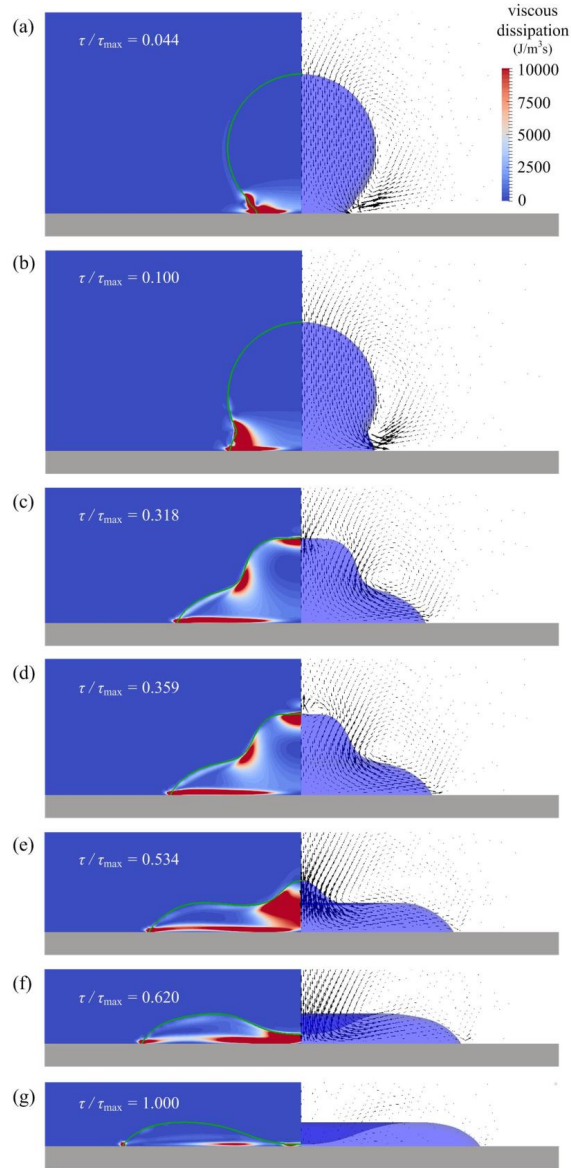 (a)
τ / τmax = 0.044
viscous
dissipation
(J/m³s)
10000
7500
5000
2500
0
(b)
τ / τmax = 0.100
(c)
τ / τmax = 0.318
(d)
τ / τmax = 0.359
(e)
τ / τmax = 0.534
(f)
τ / τmax = 0.620
(g)
τ / τmax = 1.000